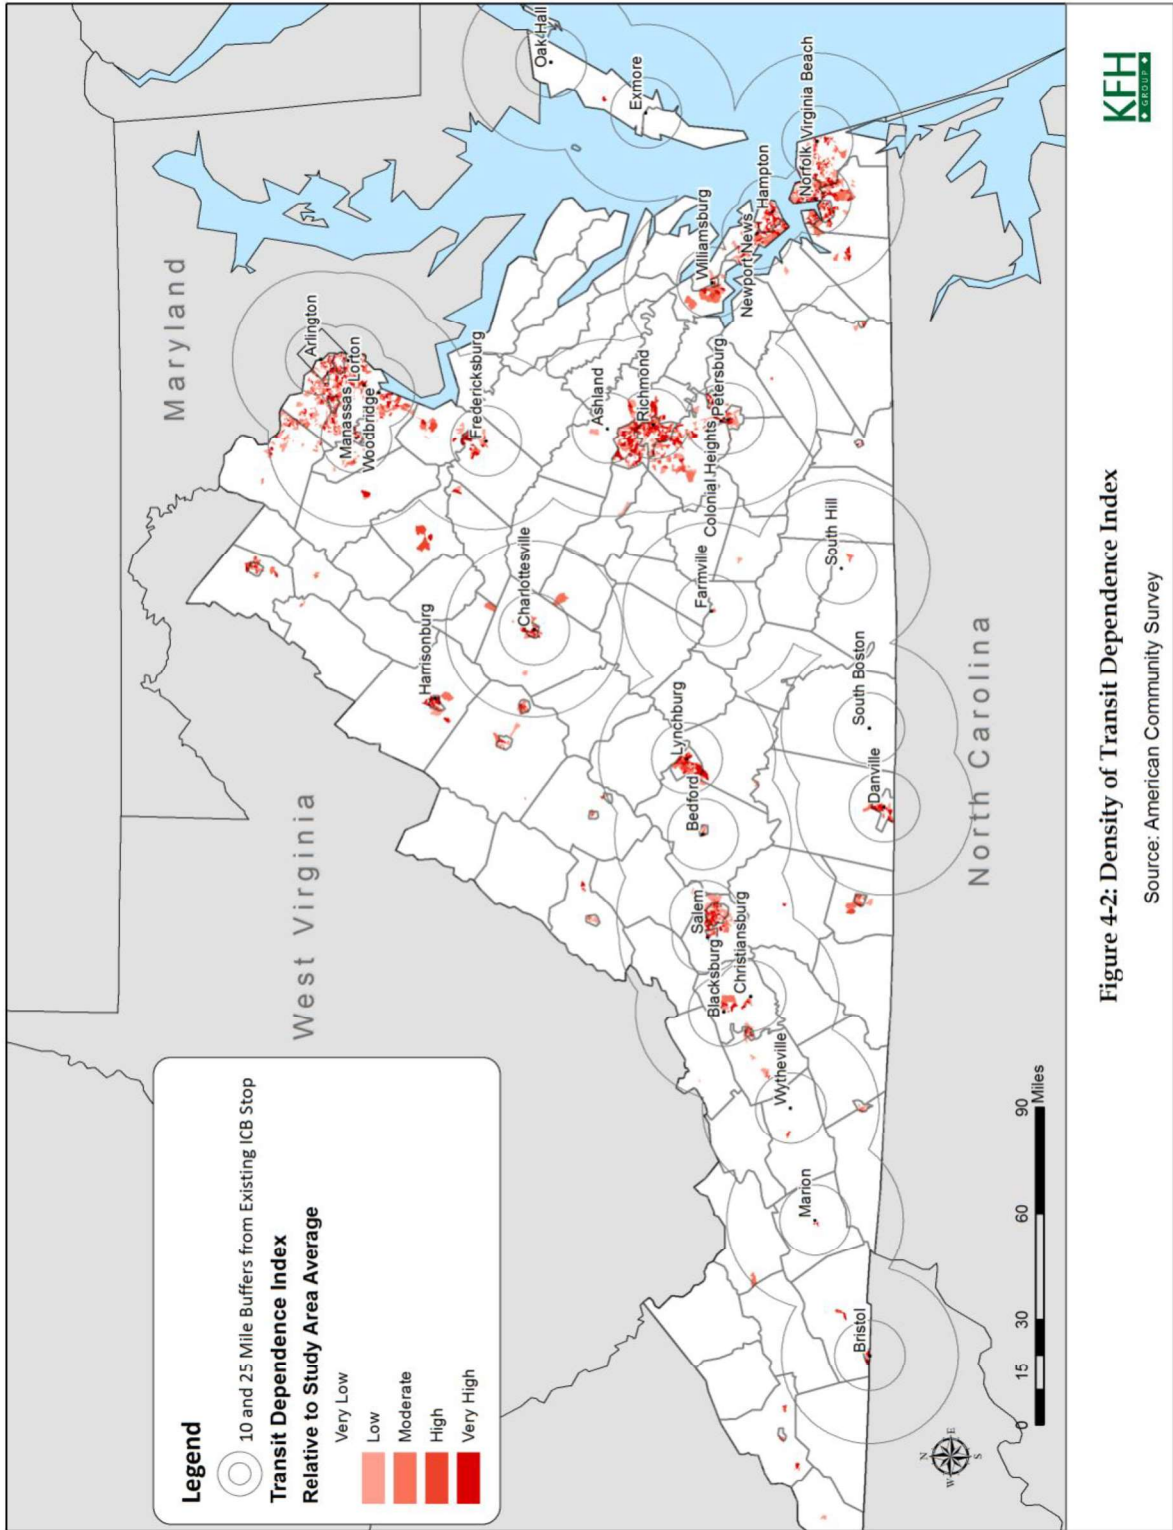 Maryland
West Virginia
North Carolina
Oak Hall
Exmore
Arlington
Lorton
Manassas
Woodbridge
Fredericksburg
Harrisonburg
Charlottesville
Ashland
Richmond
Williamsburg
Newport News
Hampton
Norfolk
Virginia Beach
Colonial Heights
Petersburg
Farmville
Lynchburg
Bedford
Salem
Blacksburg
Christiansburg
Wytheville
Marion
Bristol
Danville
South Boston
South Hill
Legend
10 and 25 Mile Buffers from Existing ICB Stop
Transit Dependence Index
Relative to Study Area Average
Very Low
Low
Moderate
High
Very High
N
E
S
W
0 15 30 60 90
Miles
Figure 4-2: Density of Transit Dependence Index
Source: American Community Survey
KFH
GROUP